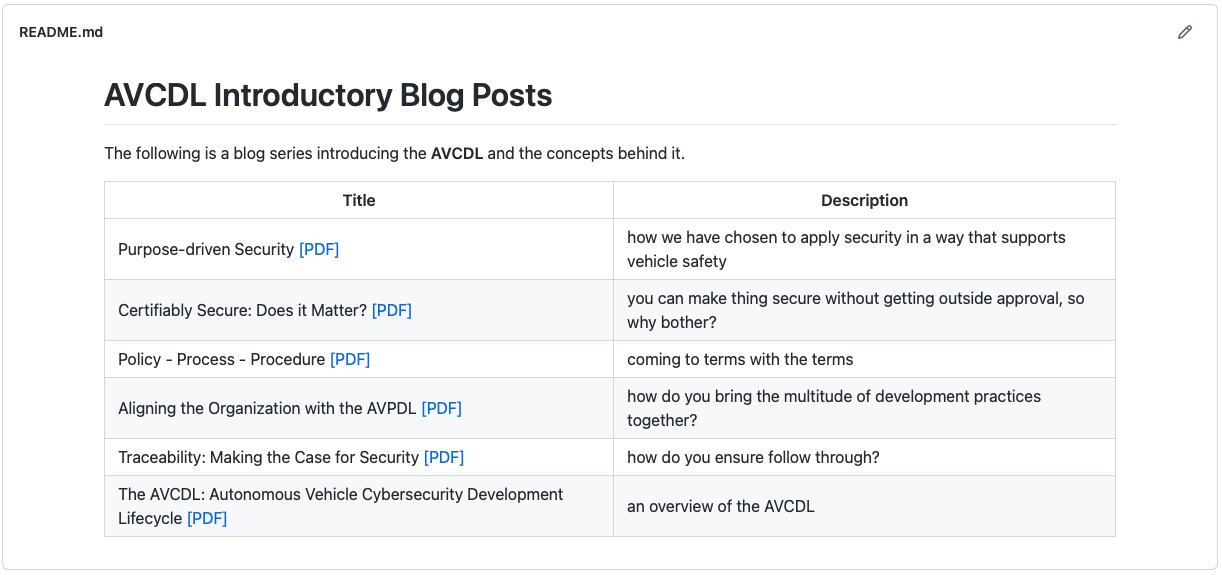 README.md
AVCDL Introductory Blog Posts
The following is a blog series introducing the AVCDL and the concepts behind it.
Title
Description
Purpose-driven Security [PDF]
how we have chosen to apply security in a way that supports
vehicle safety
Certifiably Secure: Does it Matter? [PDF]
you can make thing secure without getting outside approval, so
why bother?
Policy - Process - Procedure [PDF]
coming to terms with the terms
Aligning the Organization with the AVPDL [PDF]
how do you bring the multitude of development practices
together?
Traceability: Making the Case for Security [PDF]
how do you ensure follow through?
The AVCDL: Autonomous Vehicle Cybersecurity Development
Lifecycle [PDF]
an overview of the AVCDL